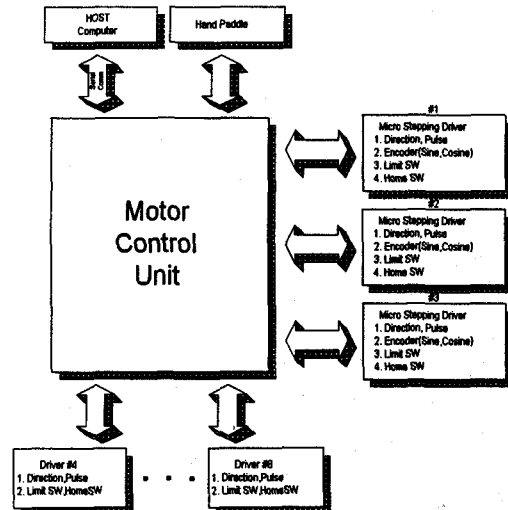 HOST
Computer
Hand Paddle
Serial
Comm
Motor
Control
Unit
#1
Micro Stepping Driver
1. Direction, Pulse
2. Encoder(Sine,Cosine)
3. Limit SW
4. Home SW
#2
Micro Stepping Driver
1. Direction, Pulse
2. Encoder(Sine,Cosine)
3. Limit SW
4. Home SW
#3
Micro Stepping Driver
1. Direction, Pulse
2. Encoder(Sine,Cosine)
3. Limit SW
4. Home SW
Driver #4
1. Direction,Pulse
2. Limit SW,HomeSW
. . .
Driver #8
1. Direction,Pulse
2. Limit SW,HomeSW